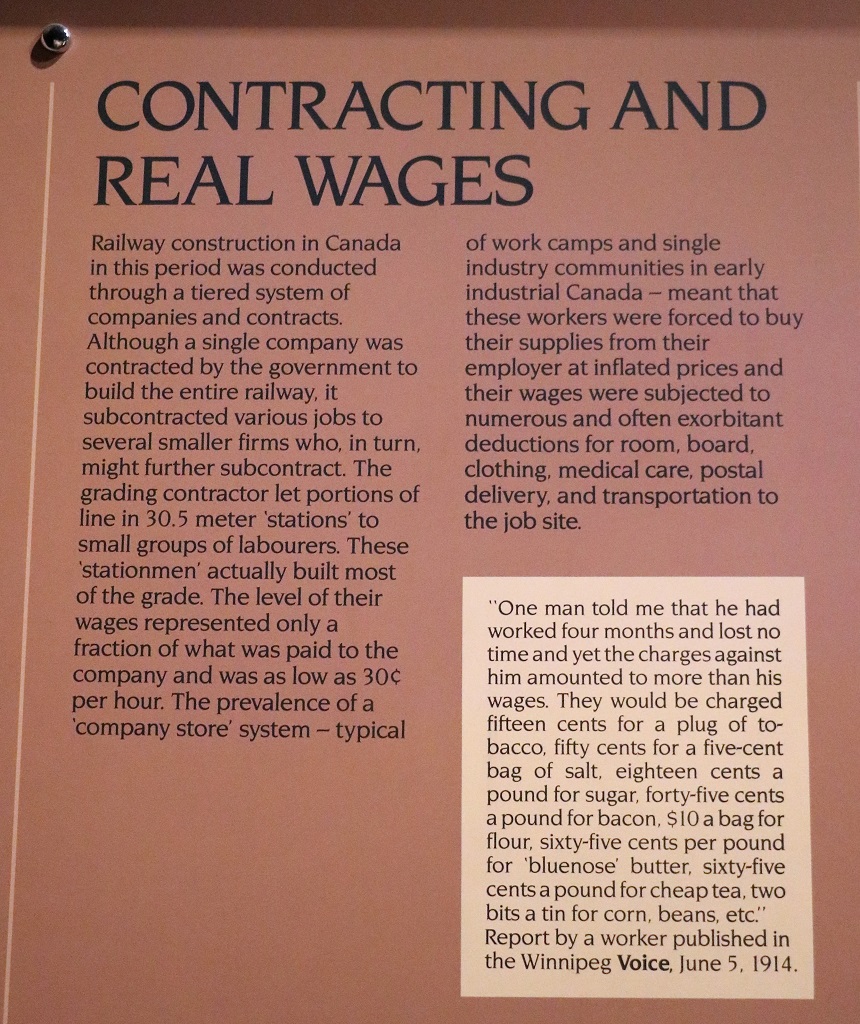 CONTRACTING AND
REAL WAGES
Railway construction in Canada
in this period was conducted
through a tiered system of
companies and contracts.
Although a single company was
contracted by the government to
build the entire railway, it
subcontracted various jobs to
several smaller firms who, in turn,
might further subcontract. The
grading contractor let portions of
line in 30.5 meter 'stations' to
small groups of labourers. These
'stationmen' actually built most
of the grade. The level of their
wages represented only a
fraction of what was paid to the
company and was as low as 30¢
per hour. The prevalence of a
'company store' system – typical
of work camps and single
industry communities in early
industrial Canada – meant that
these workers were forced to buy
their supplies from their
employer at inflated prices and
their wages were subjected to
numerous and often exorbitant
deductions for room, board,
clothing, medical care, postal
delivery, and transportation to
the job site.
"One man told me that he had
worked four months and lost no
time and yet the charges against
him amounted to more than his
wages. They would be charged
fifteen cents for a plug of to-
bacco, fifty cents for a five-cent
bag of salt, eighteen cents a
pound for sugar, forty-five cents
a pound for bacon, $10 a bag for
flour, sixty-five cents per pound
for 'bluenose' butter, sixty-five
cents a pound for cheap tea, two
bits a tin for corn, beans, etc."
Report by a worker published in
the Winnipeg Voice, June 5, 1914.